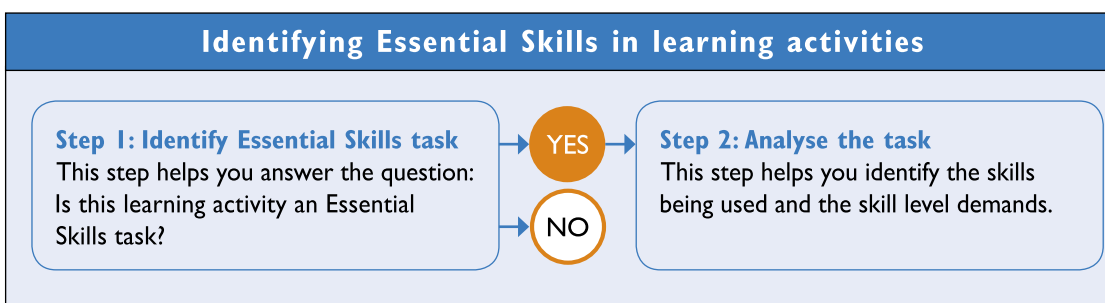 Identifying Essential Skills in learning activities
Step 1: Identify Essential Skills task
This step helps you answer the question:
Is this learning activity an Essential
Skills task?
YES
NO
Step 2: Analyse the task
This step helps you identify the skills
being used and the skill level demands.